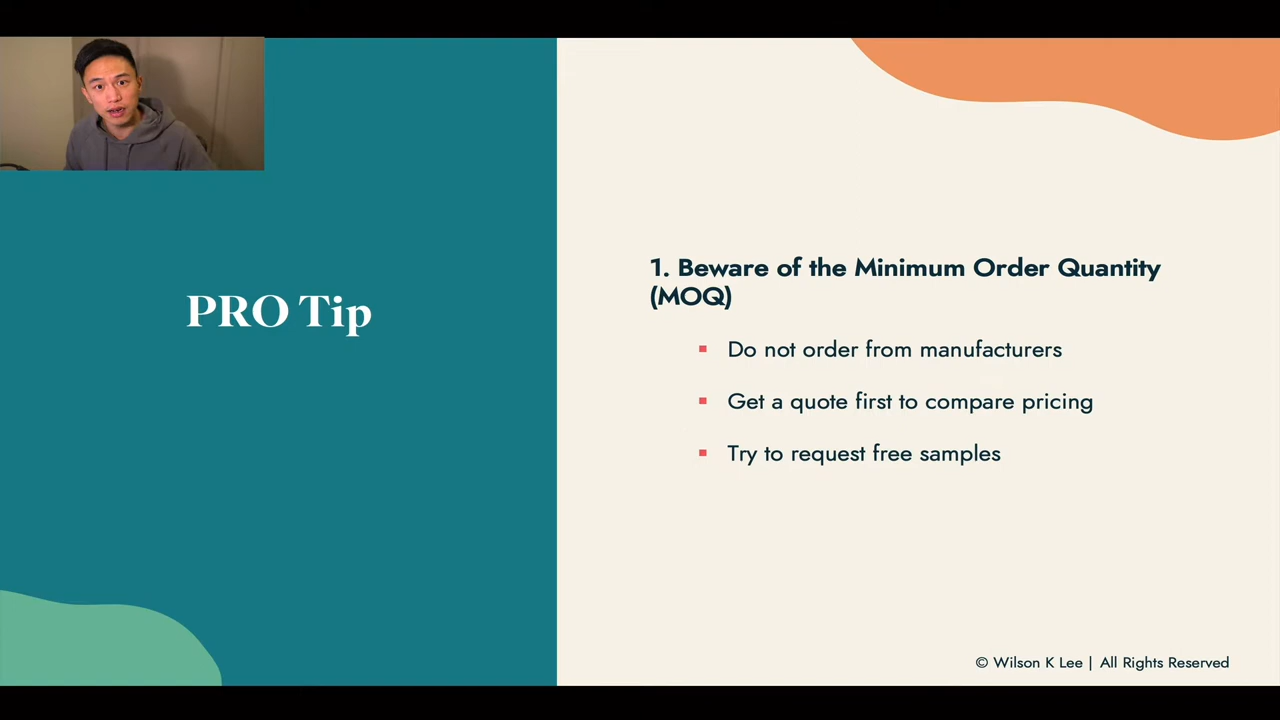 PRO Tip
1. Beware of the Minimum Order Quantity
(MOQ)
▪ Do not order from manufacturers
▪ Get a quote first to compare pricing
▪ Try to request free samples
© Wilson K Lee | All Rights Reserved